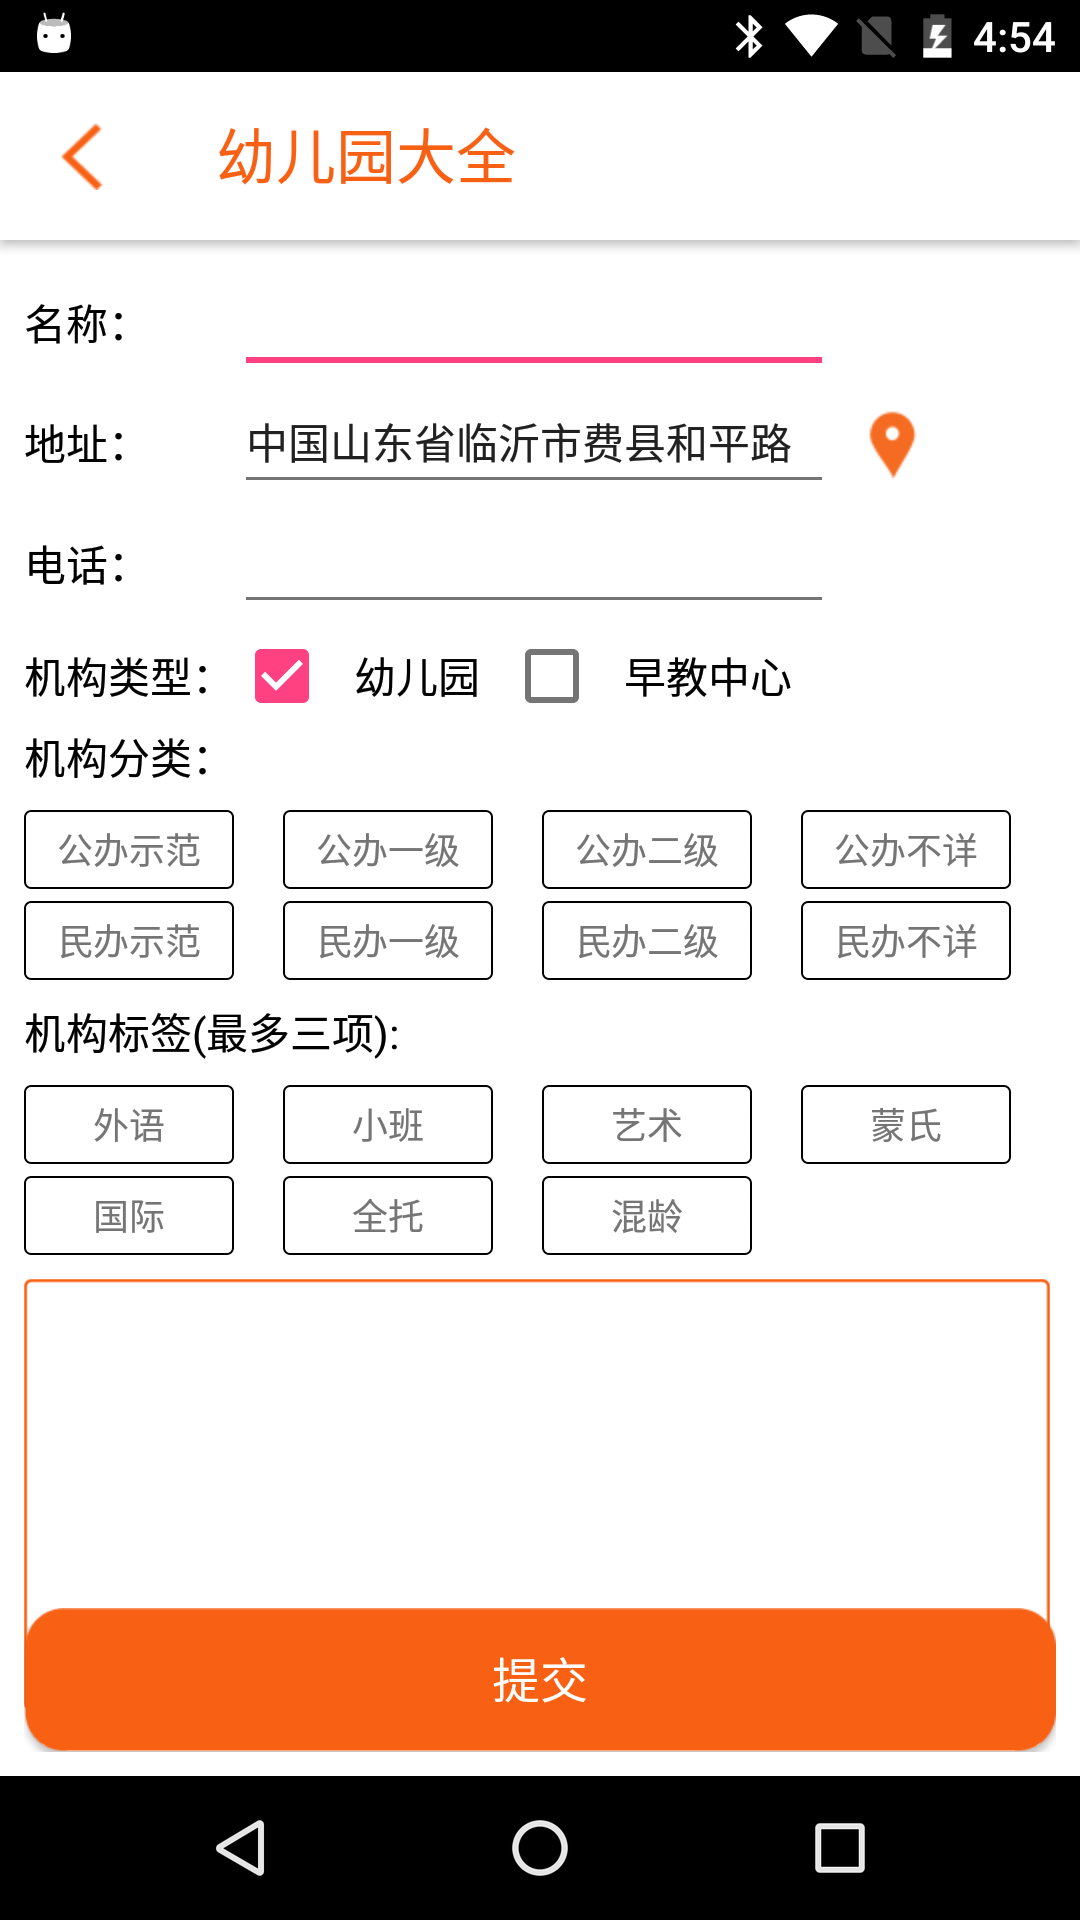 4:54
幼儿园大全
名称：
地址： 中国山东省临沂市费县和平路
电话：
机构类型： 幼儿园 早教中心
机构分类：
公办示范 公办一级 公办二级 公办不详
民办示范 民办一级 民办二级 民办不详
机构标签(最多三项):
外语 小班 艺术 蒙氏
国际 全托 混龄
提交